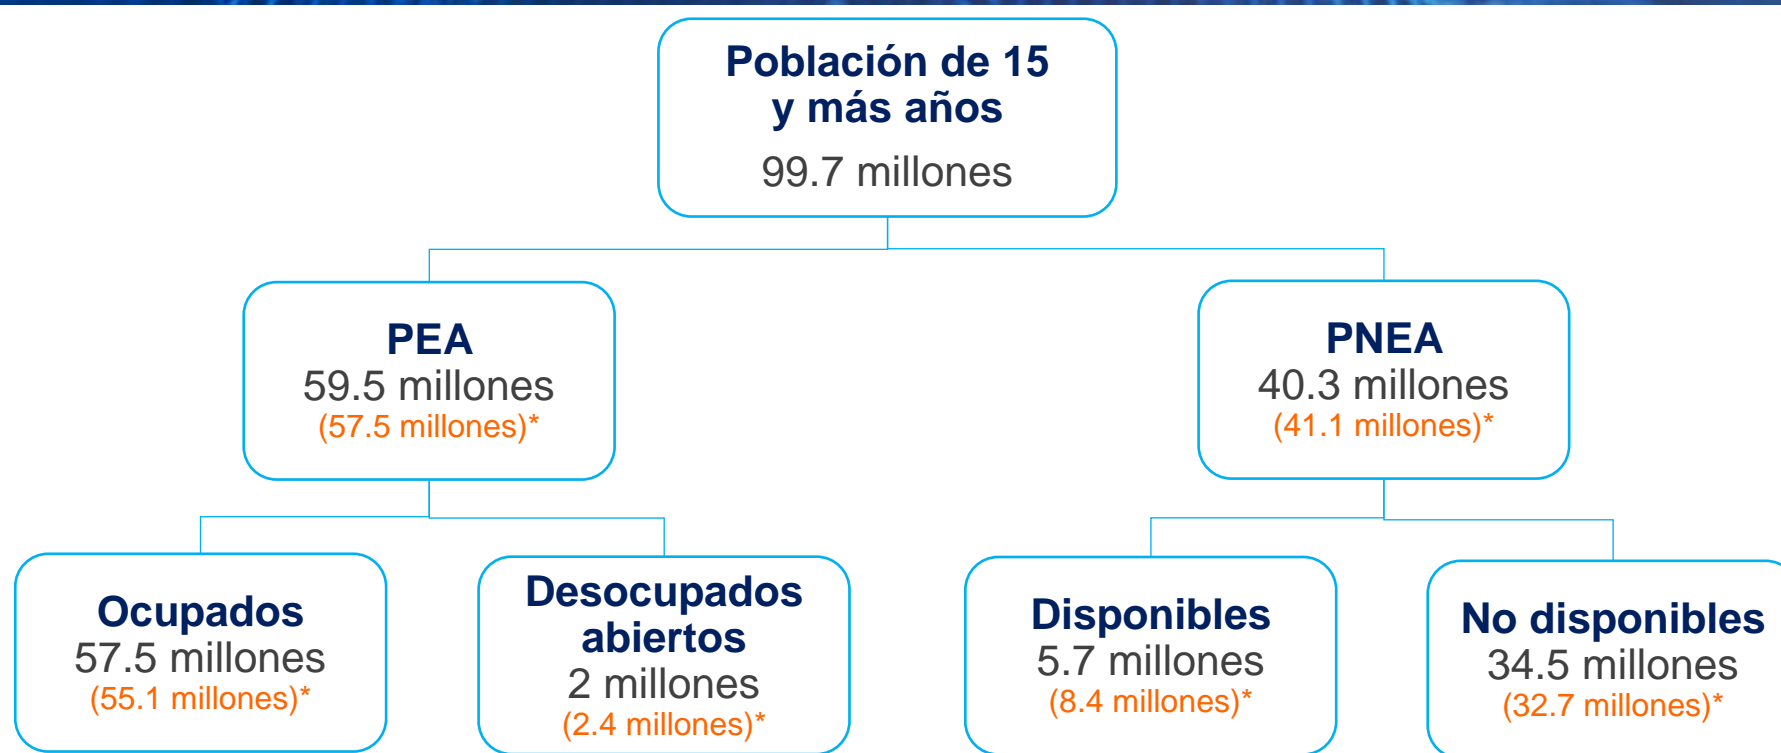 Población de 15
y más años
99.7 millones
PEA
59.5 millones
(57.5 millones)*
PNEA
40.3 millones
(41.1 millones)*
Ocupados
57.5 millones
(55.1 millones)*
Desocupados
abiertos
2 millones
(2.4 millones)*
Disponibles
5.7 millones
(8.4 millones)*
No disponibles
34.5 millones
(32.7 millones)*